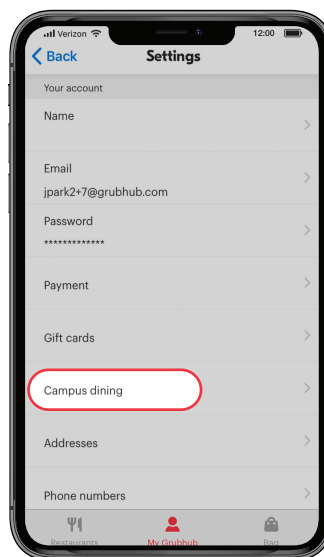 Verizon 12:00
Back Settings
Your account
Name
Email
jpark2+7@grubhub.com
Password
*************
Payment
Gift cards
Campus dining
Addresses
Phone numbers
Restaurants My Grubhub Bag